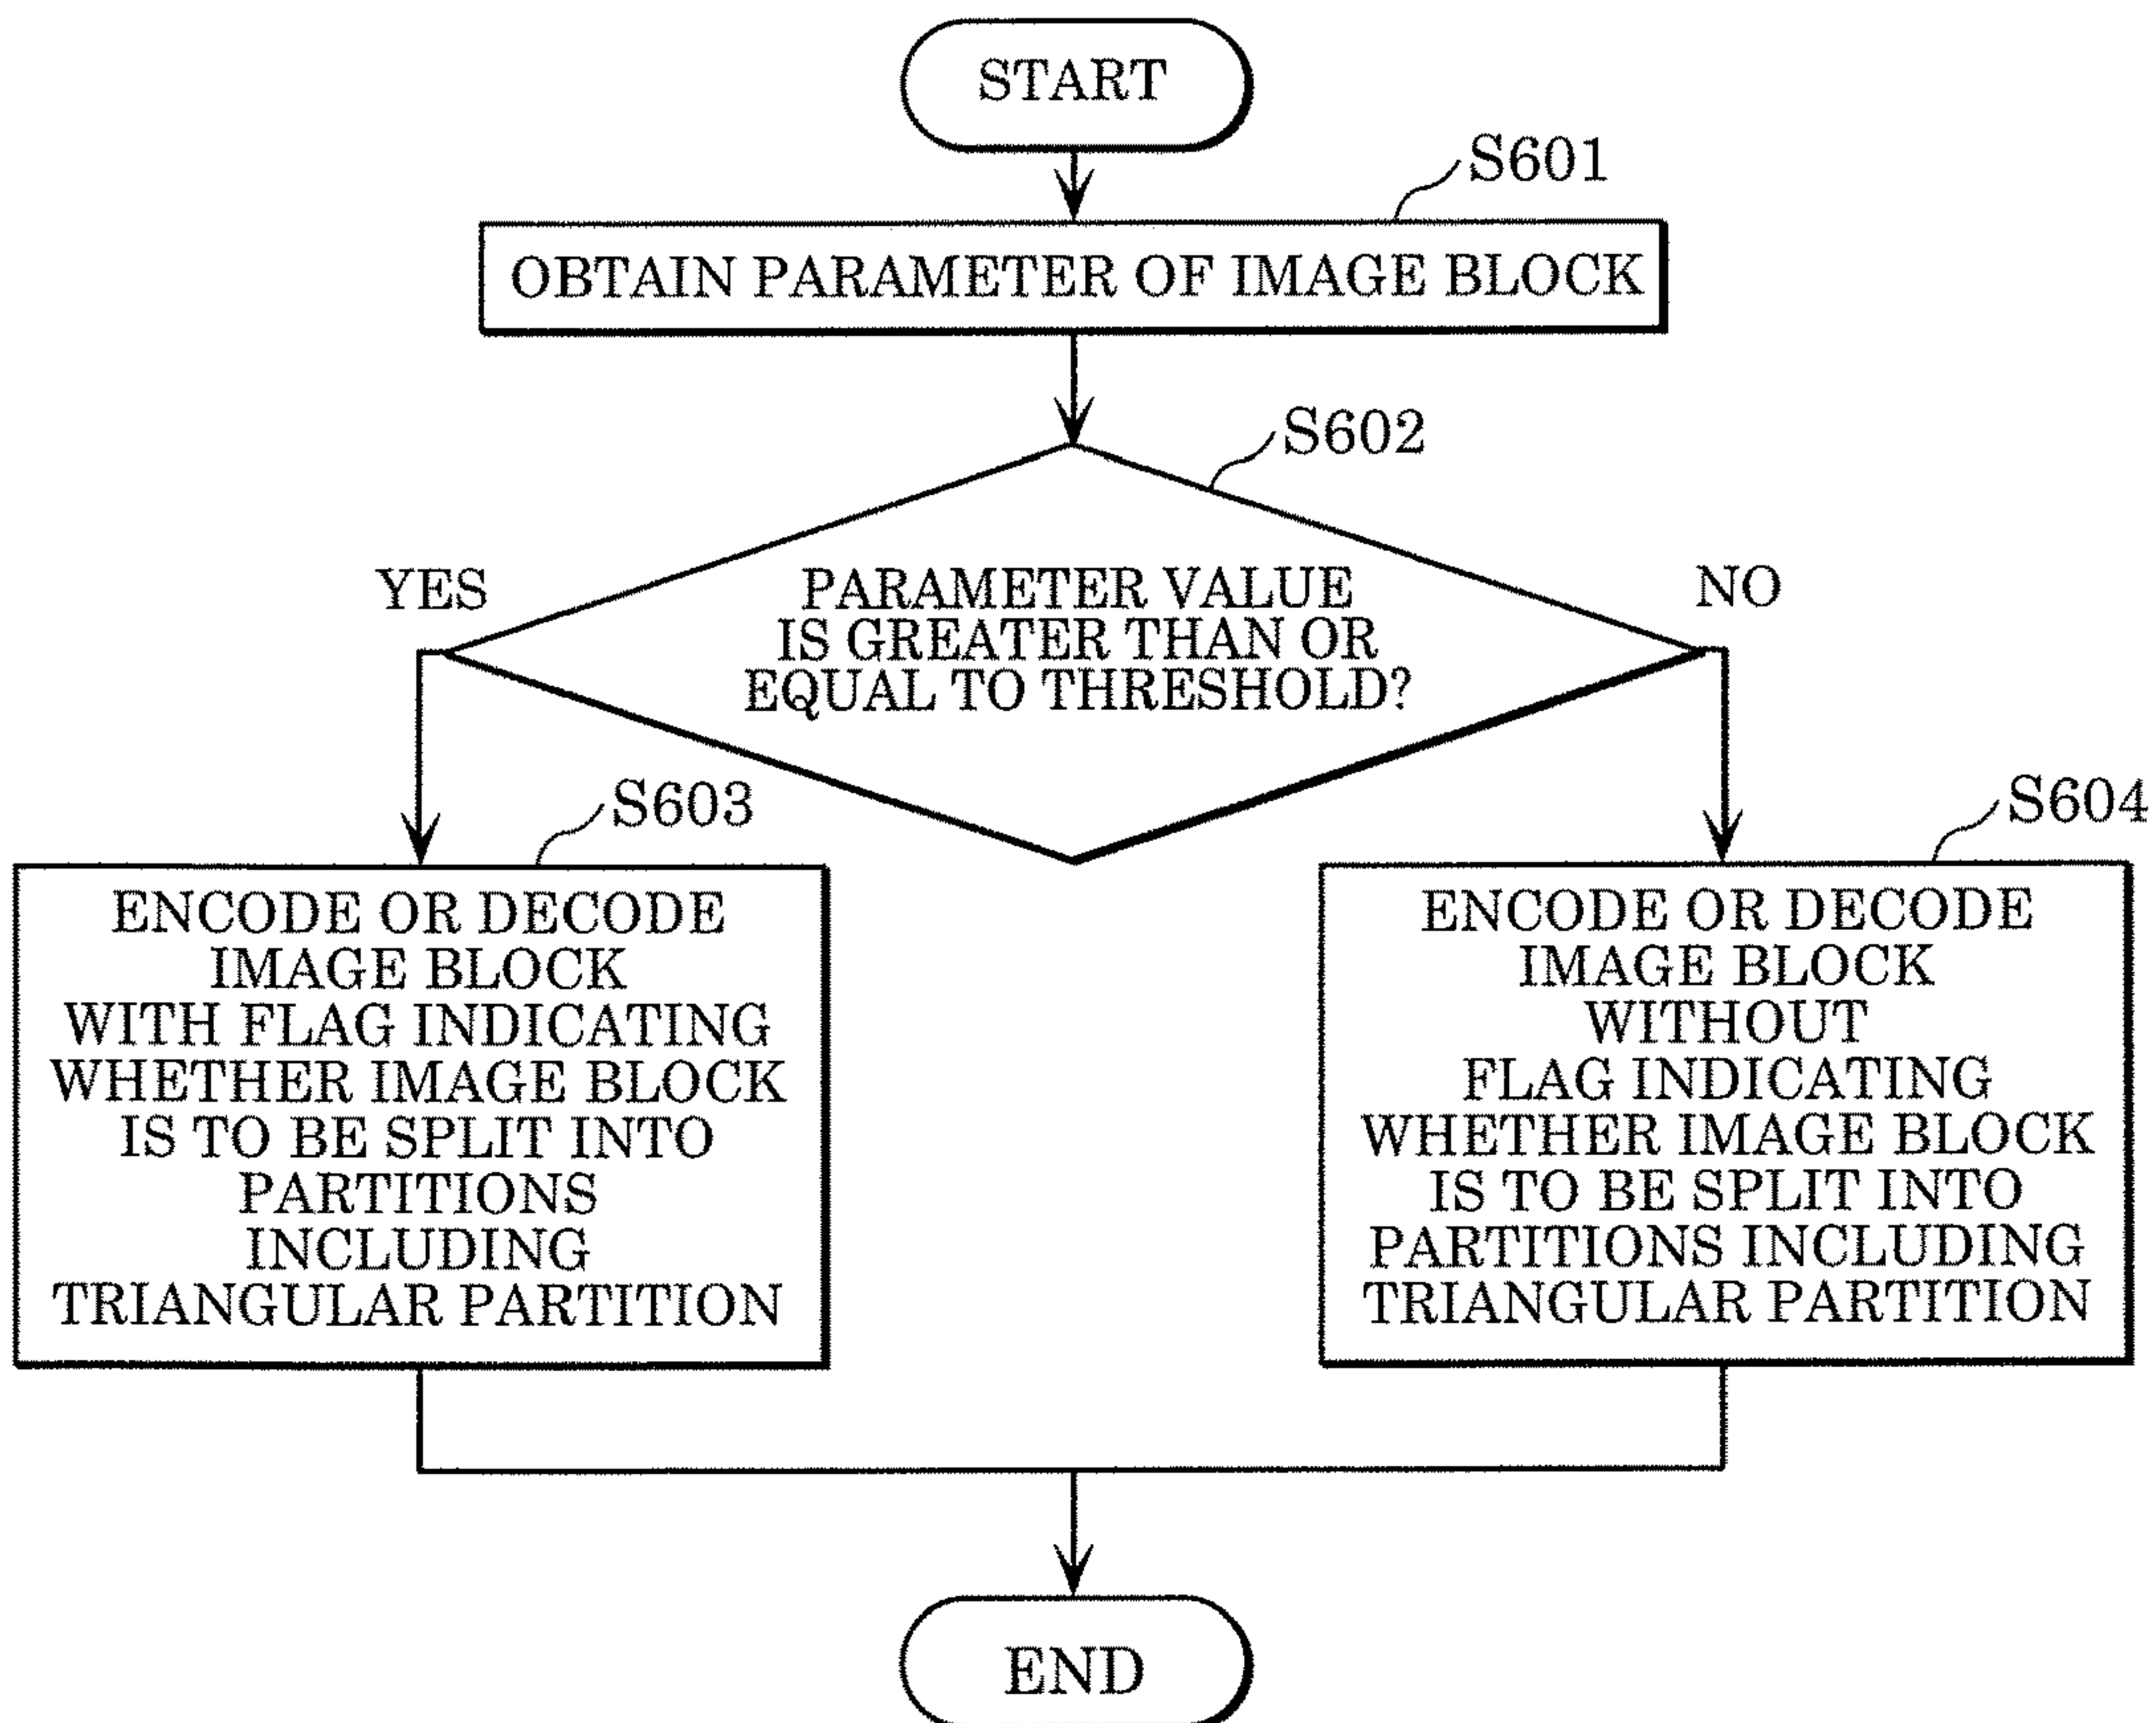 START
S601
OBTAIN PARAMETER OF IMAGE BLOCK
S602
YES
PARAMETER VALUE
IS GREATER THAN OR
EQUAL TO THRESHOLD?
NO
S603
ENCODE OR DECODE
IMAGE BLOCK
WITH FLAG INDICATING
WHETHER IMAGE BLOCK
IS TO BE SPLIT INTO
PARTITIONS
INCLUDING
TRIANGULAR PARTITION
S604
ENCODE OR DECODE
IMAGE BLOCK
WITHOUT
FLAG INDICATING
WHETHER IMAGE BLOCK
IS TO BE SPLIT INTO
PARTITIONS INCLUDING
TRIANGULAR PARTITION
END